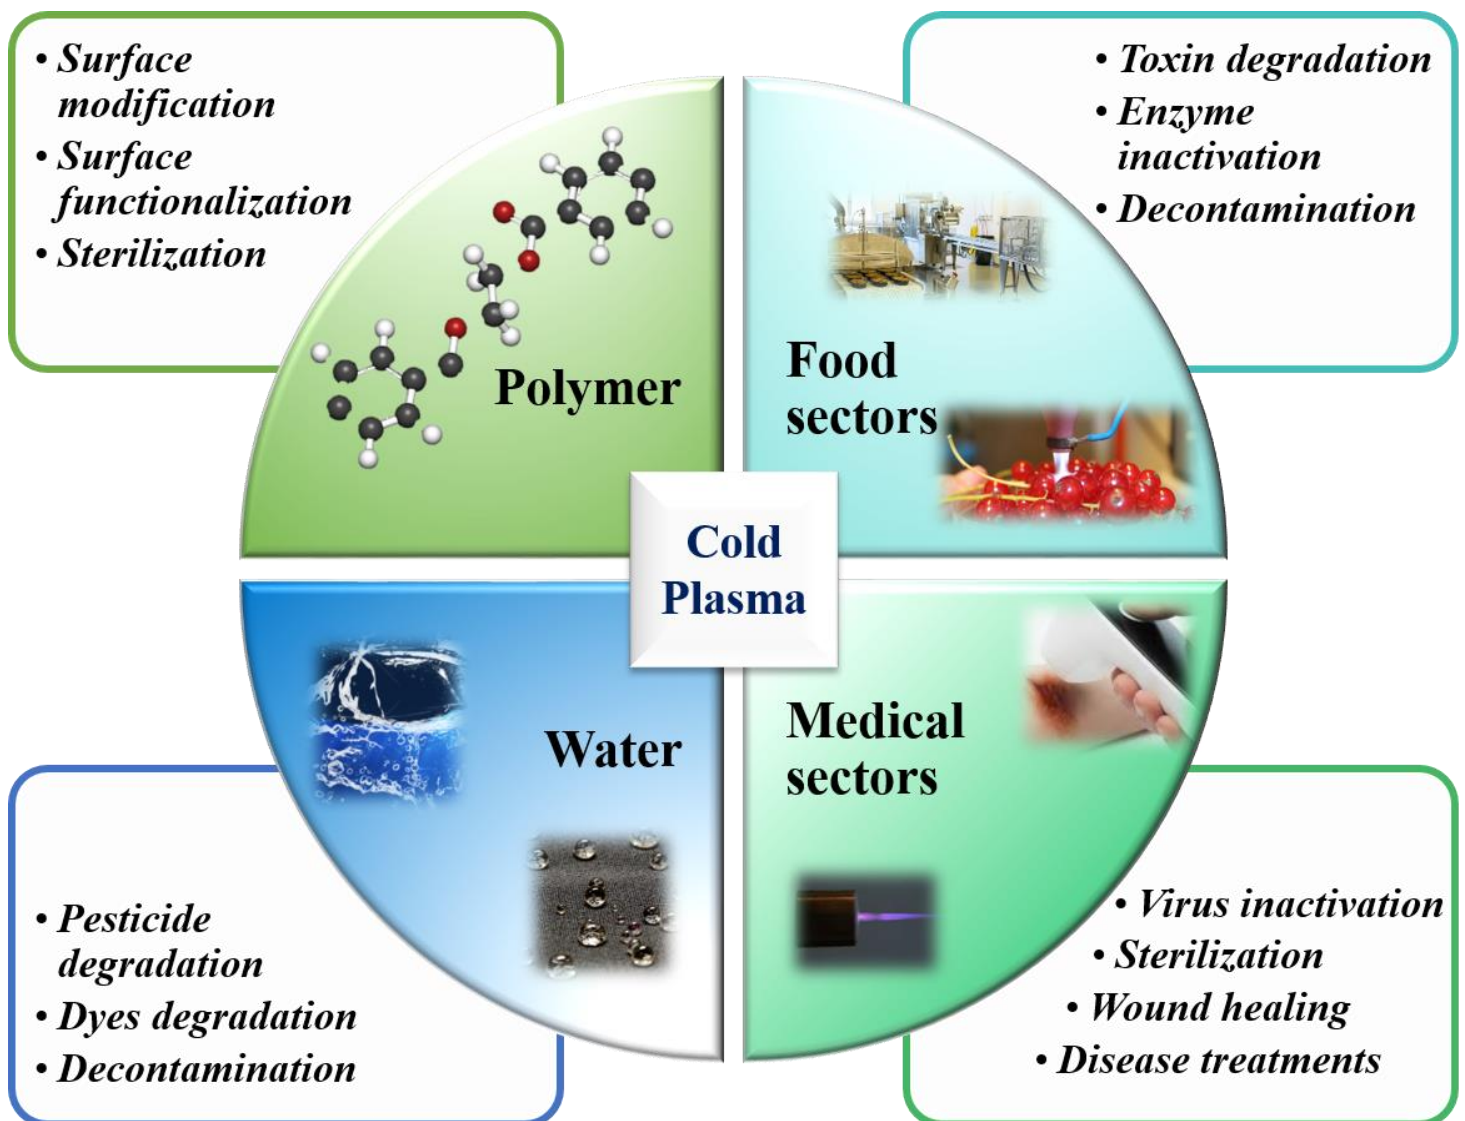 • Surface
modification
• Surface
functionalization
• Sterilization
• Toxin degradation
• Enzyme
inactivation
• Decontamination
Polymer
Food
sectors
Cold
Plasma
Water
Medical
sectors
• Pesticide
degradation
• Dyes degradation
• Decontamination
• Virus inactivation
• Sterilization
• Wound healing
• Disease treatments